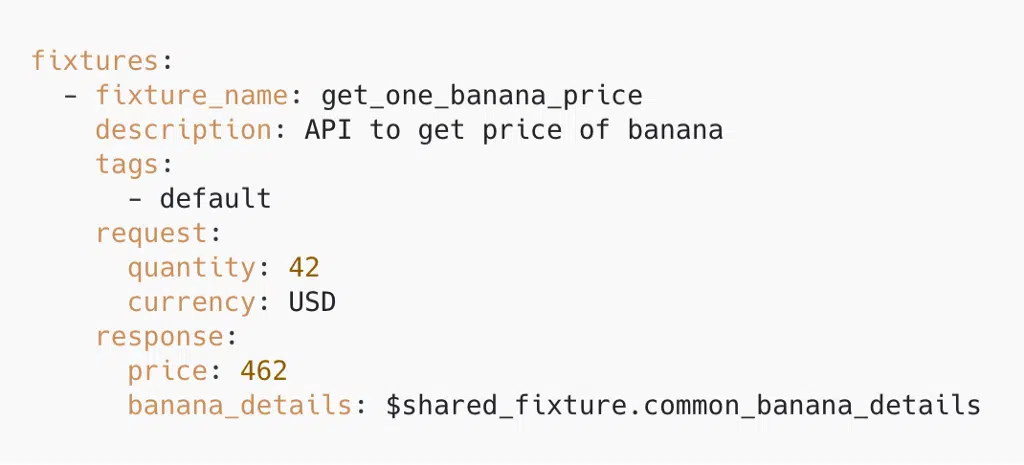 fixtures:
  - fixture_name: get_one_banana_price
    description: API to get price of banana
    tags:
      - default
    request:
      quantity: 42
      currency: USD
    response:
      price: 462
      banana_details: $shared_fixture.common_banana_details